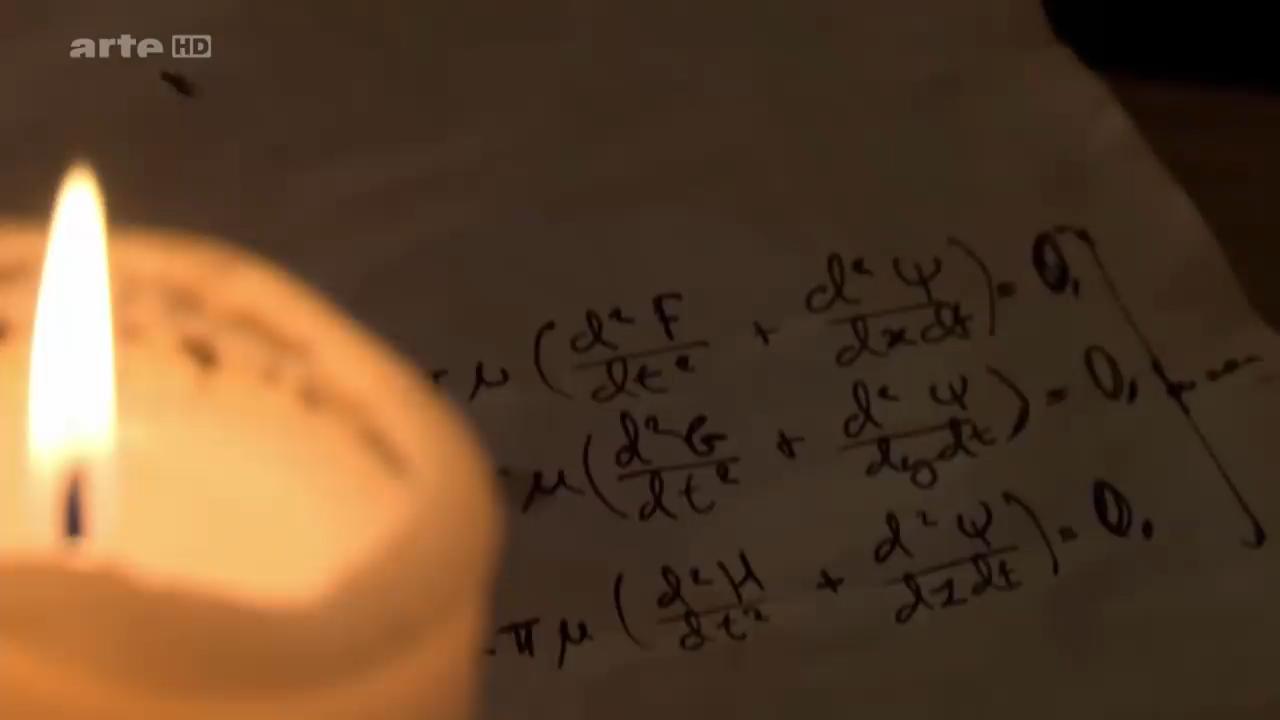 arte HD
μ (d²F/dt² + d²Ψ/dxdt) = 0,
μ (d²G/dt² + d²Ψ/dydt) = 0,
πμ (d²H/dt² + d²Ψ/dzdt) = 0.